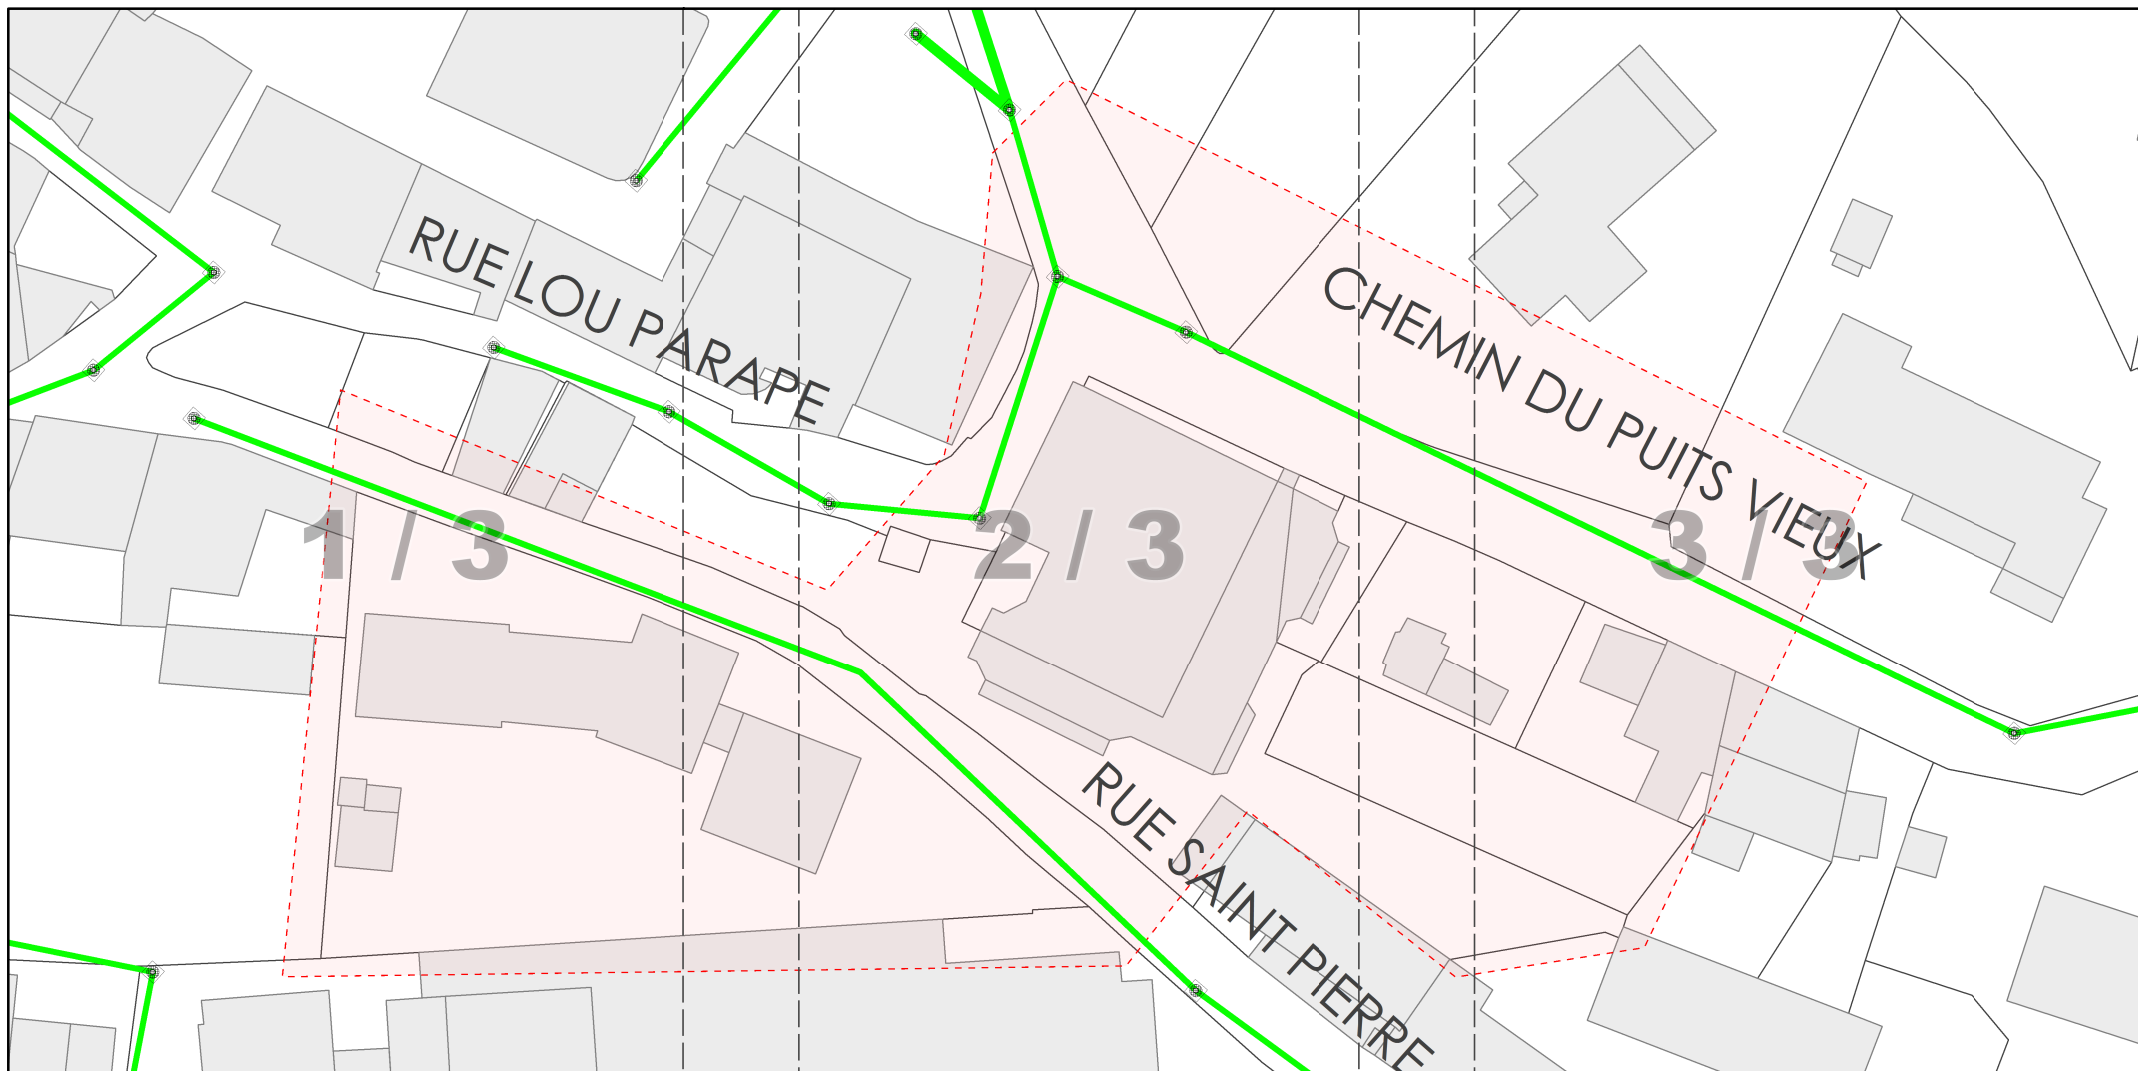 RUE LOU PARAPE
CHEMIN DU PUITS VIEUX
1 / 3
2 / 3
3 / 3
RUE SAINT PIERRE